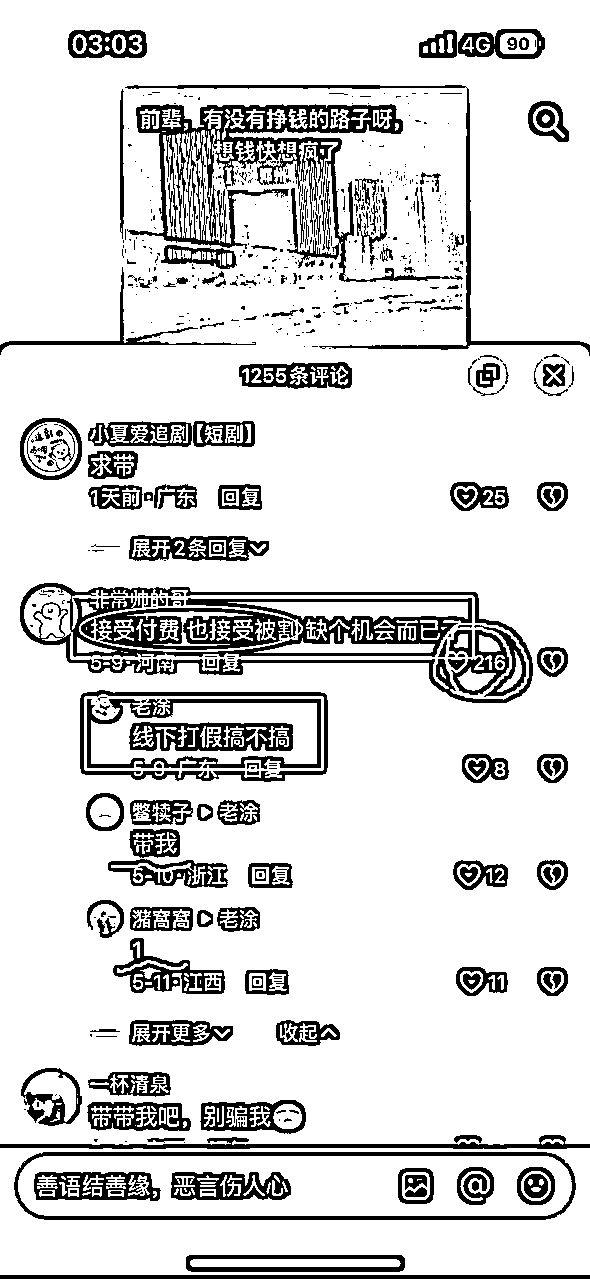 03:03
4G 90
前辈，有没有挣钱的路子呀，
想钱快想疯了
1255条评论
小夏爱追剧【短剧】
求带
1天前·广东 回复
25
展开2条回复
非常帅的哥
接受付费 也接受被割 缺个机会而已
5-9·河南 回复
216
老涂
线下打假搞不搞
5-9·广东 回复
8
鳖犊子 ▷ 老涂
带我
5-10·浙江 回复
12
潴窝窝 ▷ 老涂
1
5-11·江西 回复
11
展开更多 收起
一杯清泉
带带我吧，别骗我
善语结善缘，恶言伤人心
@